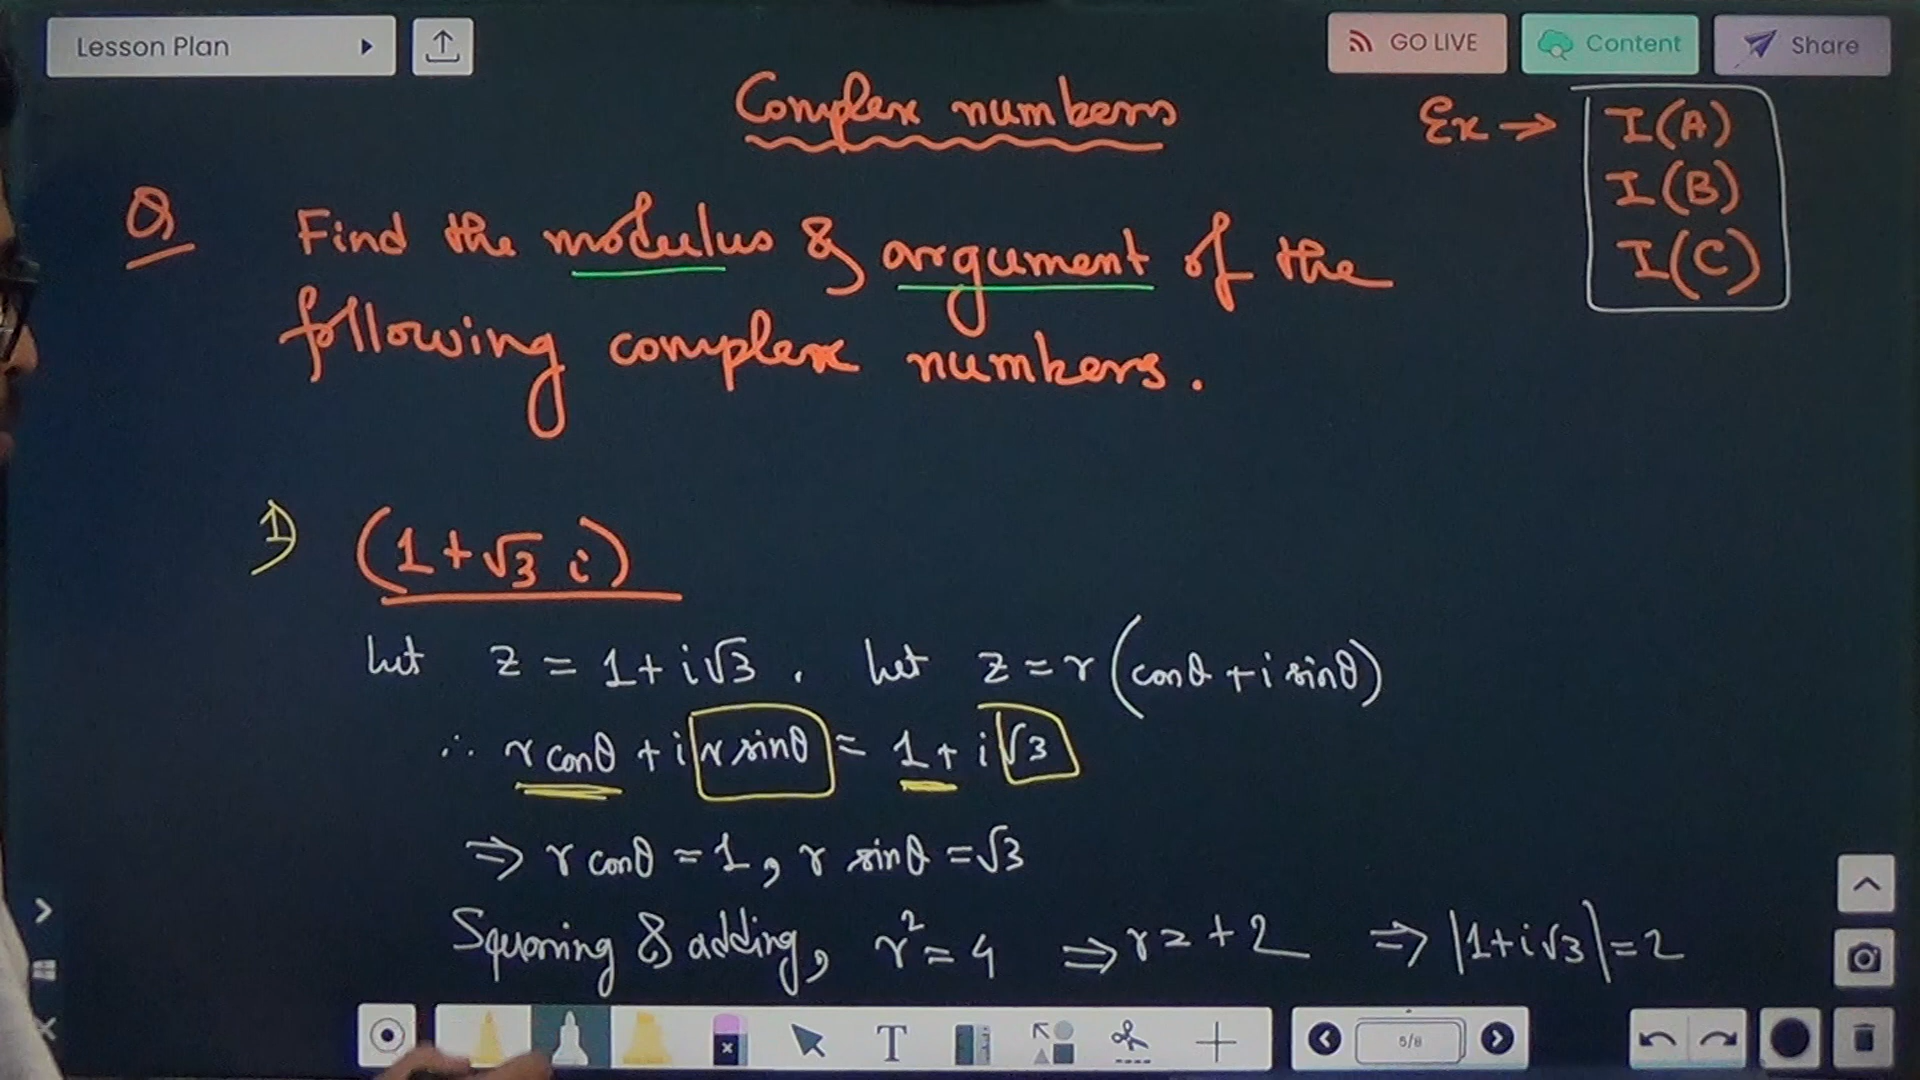 Lesson Plan
GO LIVE
Content
Share
Complex numbers
Ex → I(A)
I(B)
I(C)
Q Find the modulus & argument of the
following complex numbers.
1) (1+√3 i)
Let z = 1+i√3 . Let z = r (cosθ + i sinθ)
∴ r cosθ + i r sinθ = 1 + i √3
⇒ r cosθ = 1, r sinθ = √3
Squaring & adding, r² = 4 ⇒ r = +2 ⇒ |1+i√3| = 2
T
5/8